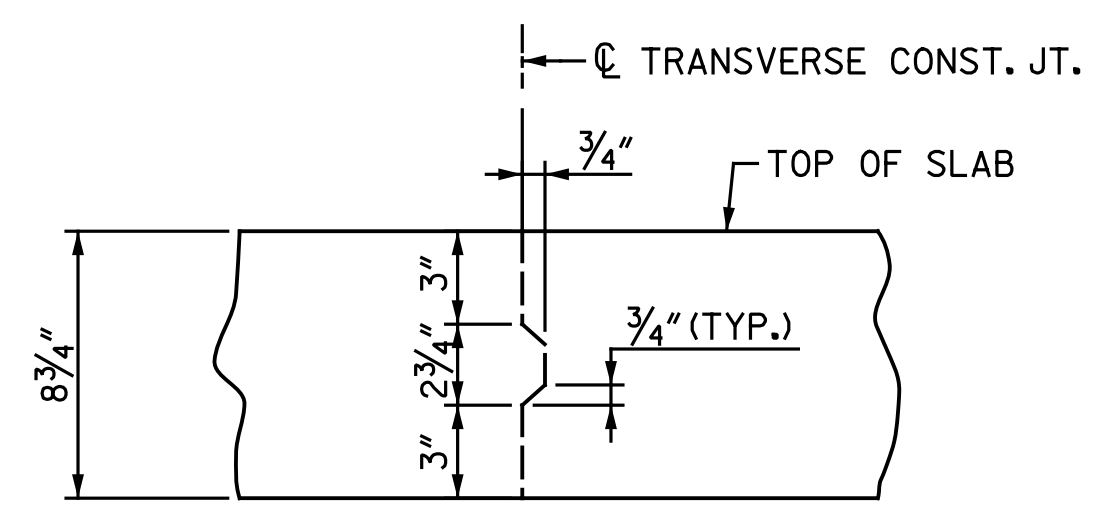 ℄ TRANSVERSE CONST. JT.
3/4"
TOP OF SLAB
3"
3/4" (TYP.)
2 3/4"
8 3/4"
3"